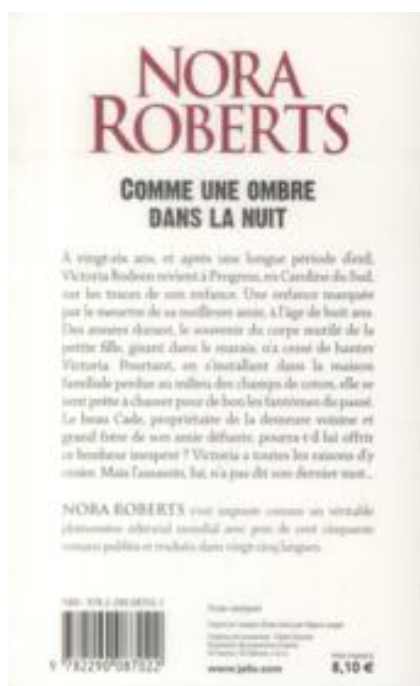 NORA
ROBERTS
COMME UNE OMBRE
DANS LA NUIT
À vingt-six ans, et après une longue période d'exil,
Victoria Bodeen revient à Progress, en Caroline du Sud,
sur les traces de son enfance. Une enfance marquée
par le meurtre de sa meilleure amie, à l'âge de huit ans.
Des années durant, le souvenir du corps mutilé de la
petite fille, gisant dans le marais, n'a cessé de hanter
Victoria. Pourtant, en s'installant dans la maison
familiale perdue au milieu des champs de coton, elle se
sent prête à chasser pour de bon les fantômes du passé.
Le beau Cade, propriétaire de la demeure voisine et
grand frère de son amie défunte, pourra-t-il lui offrir
ce bonheur inespéré ? Victoria a toutes les raisons d'y
croire. Mais l'assassin, lui, n'a pas dit son dernier mot...
NORA ROBERTS s'est imposée comme un véritable
phénomène éditorial mondial avec près de cent cinquante
romans publiés et traduits dans vingt-cinq langues.
Texte intégral
9 782290 087022
www.jailu.com
8,10 €